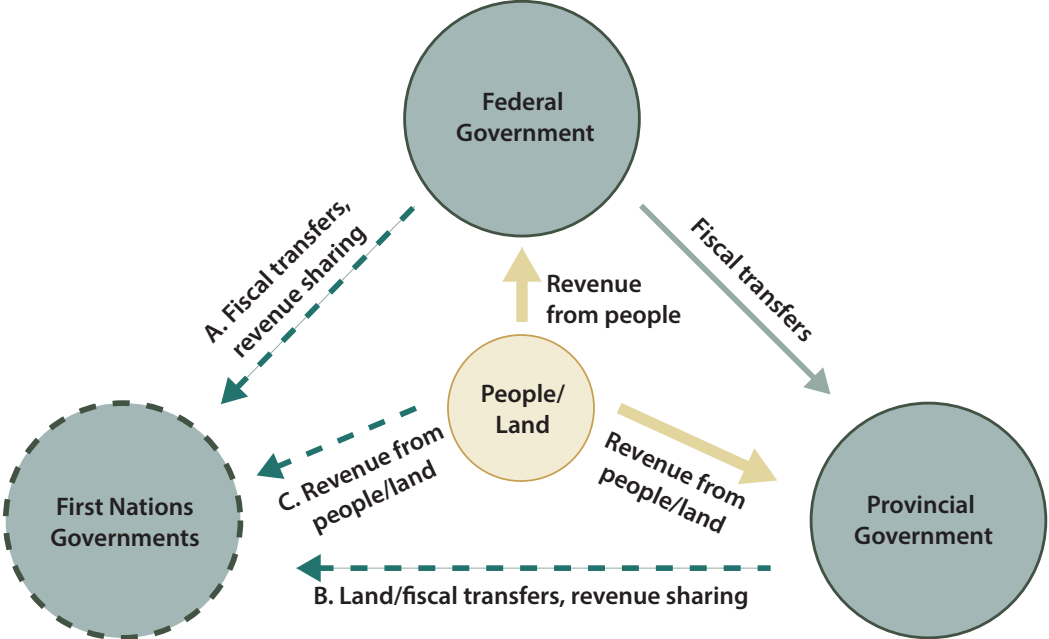 Federal
Government
A. Fiscal transfers,
revenue sharing
Fiscal transfers
Revenue
from people
People/
Land
C. Revenue from
people/land
Revenue from
people/land
First Nations
Governments
Provincial
Government
B. Land/fiscal transfers, revenue sharing